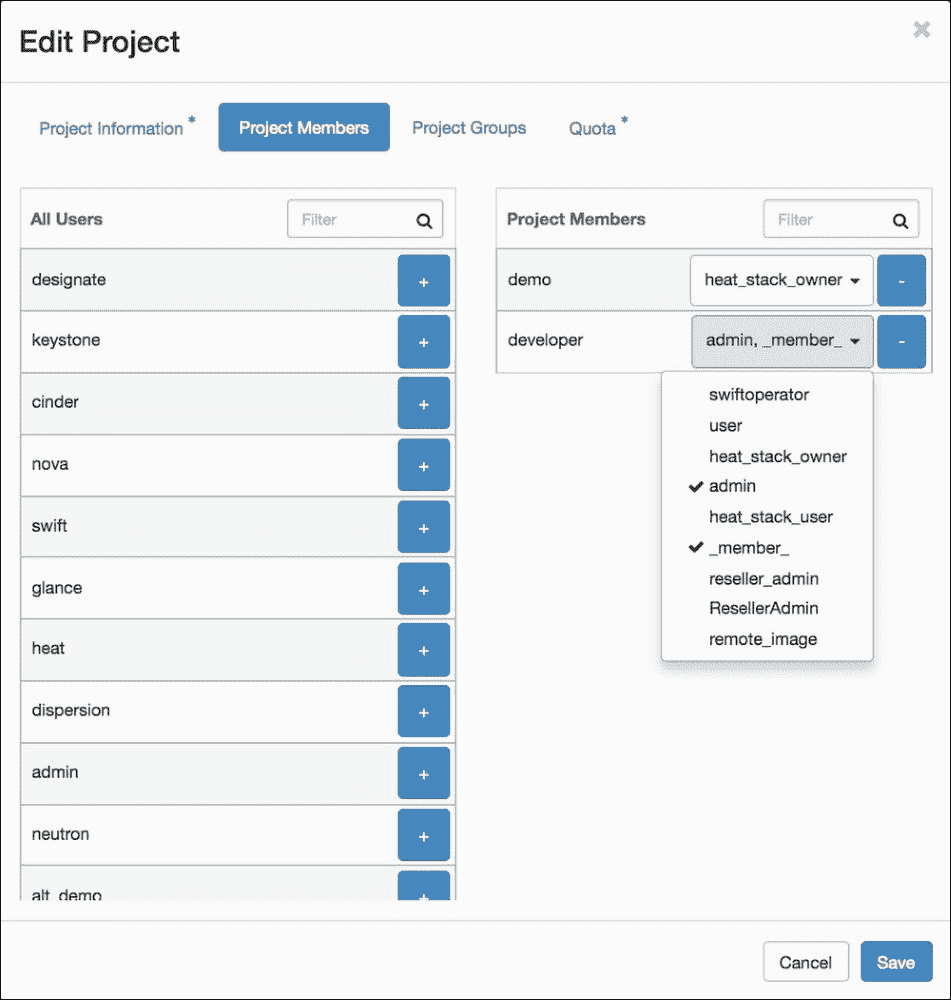 Edit Project
×
Project Information *
Project Members
Project Groups
Quota *
All Users
Filter
designate
+
keystone
+
cinder
+
nova
+
swift
+
glance
+
heat
+
dispersion
+
admin
+
neutron
+
alt_demo
+
Project Members
Filter
demo
heat_stack_owner
-
developer
admin, _member_
-
swiftoperator
user
heat_stack_owner
admin
heat_stack_user
_member_
reseller_admin
ResellerAdmin
remote_image
Cancel
Save